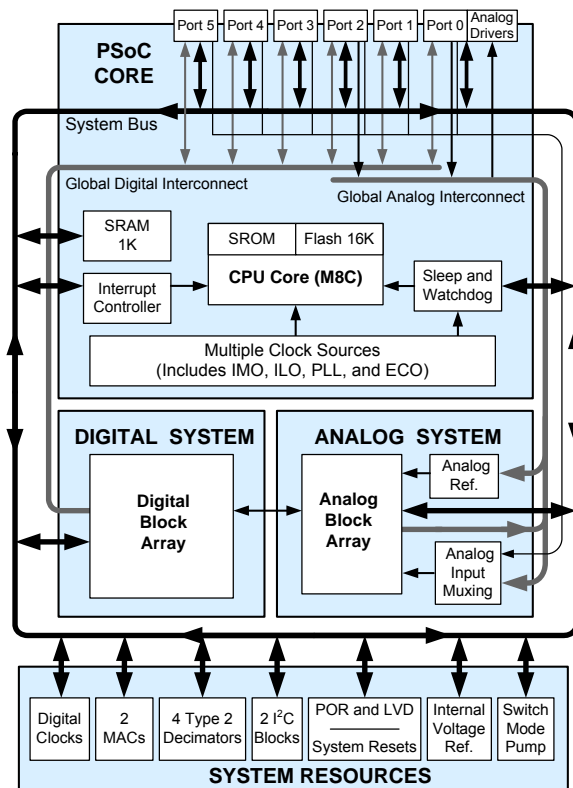 Port 5 Port 4 Port 3 Port 2 Port 1 Port 0 Analog
Drivers
PSoC
CORE
System Bus
Global Digital Interconnect
Global Analog Interconnect
SRAM
1K
SROM Flash 16K
CPU Core (M8C)
Interrupt
Controller
Sleep and
Watchdog
Multiple Clock Sources
(Includes IMO, ILO, PLL, and ECO)
DIGITAL SYSTEM
Digital
Block
Array
ANALOG SYSTEM
Analog
Block
Array
Analog
Ref.
Analog
Input
Muxing
Digital
Clocks
2
MACs
4 Type 2
Decimators
2 I²C
Blocks
POR and LVD
System Resets
Internal
Voltage
Ref.
Switch
Mode
Pump
SYSTEM RESOURCES